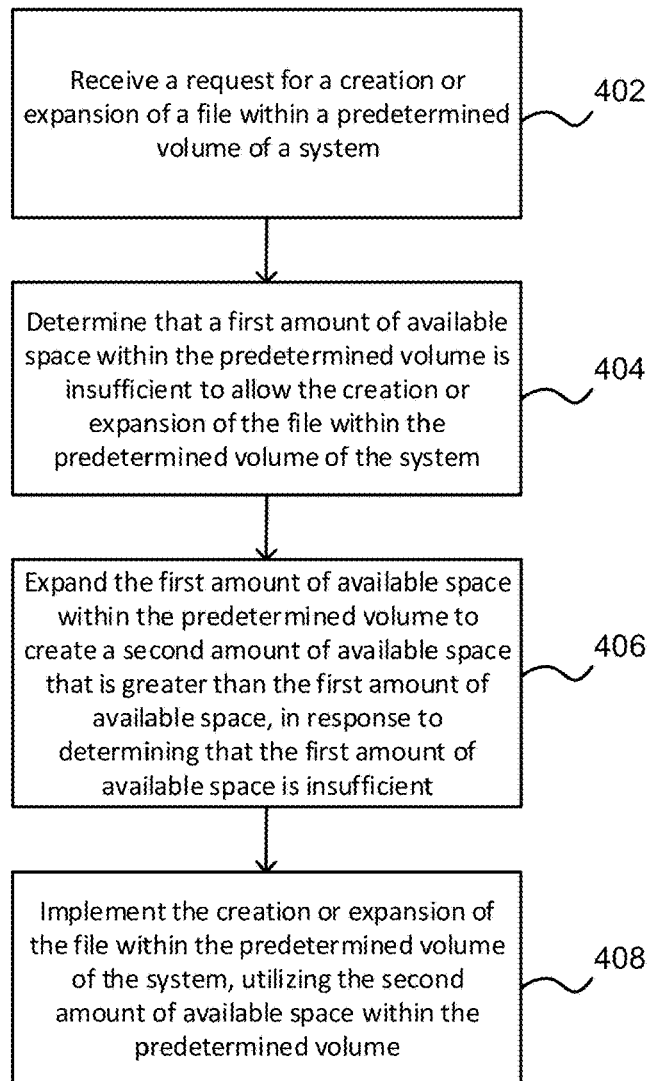 Receive a request for a creation or
expansion of a file within a predetermined
volume of a system
402
Determine that a first amount of available
space within the predetermined volume is
insufficient to allow the creation or
expansion of the file within the
predetermined volume of the system
404
Expand the first amount of available space
within the predetermined volume to
create a second amount of available space
that is greater than the first amount of
available space, in response to
determining that the first amount of
available space is insufficient
406
Implement the creation or expansion of
the file within the predetermined volume
of the system, utilizing the second
amount of available space within the
predetermined volume
408